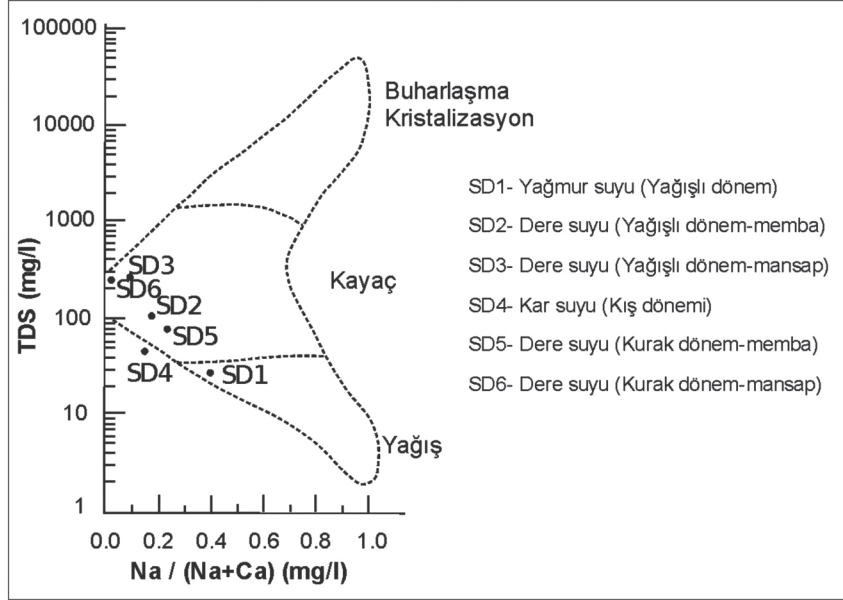 100000
10000
1000
100
10
1
TDS (mg/l)
0.0 0.2 0.4 0.6 0.8 1.0
Na / (Na+Ca) (mg/l)
Buharlaşma
Kristalizasyon
Kayaç
Yağış
SD3
SD6
SD2
SD5
SD4
SD1
SD1- Yağmur suyu (Yağışlı dönem)
SD2- Dere suyu (Yağışlı dönem-memba)
SD3- Dere suyu (Yağışlı dönem-mansap)
SD4- Kar suyu (Kış dönemi)
SD5- Dere suyu (Kurak dönem-memba)
SD6- Dere suyu (Kurak dönem-mansap)